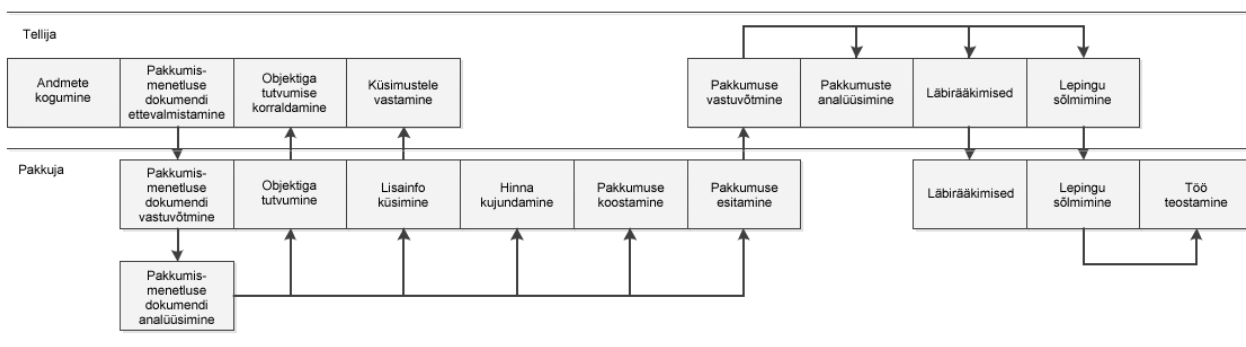 Tellija
Andmete
kogumine
Pakkumis-
menetluse
dokumendi
ettevalmistamine
Objektiga
tutvumise
korraldamine
Küsimustele
vastamine
Pakkumuse
vastuvõtmine
Pakkumuste
analüüsimine
Läbirääkimised
Lepingu
sõlmimine
Pakkuja
Pakkumis-
menetluse
dokumendi
vastuvõtmine
Objektiga
tutvumine
Lisainfo
küsimine
Hinna
kujundamine
Pakkumuse
koostamine
Pakkumuse
esitamine
Läbirääkimised
Lepingu
sõlmimine
Töö
teostamine
Pakkumis-
menetluse
dokumendi
analüüsimine